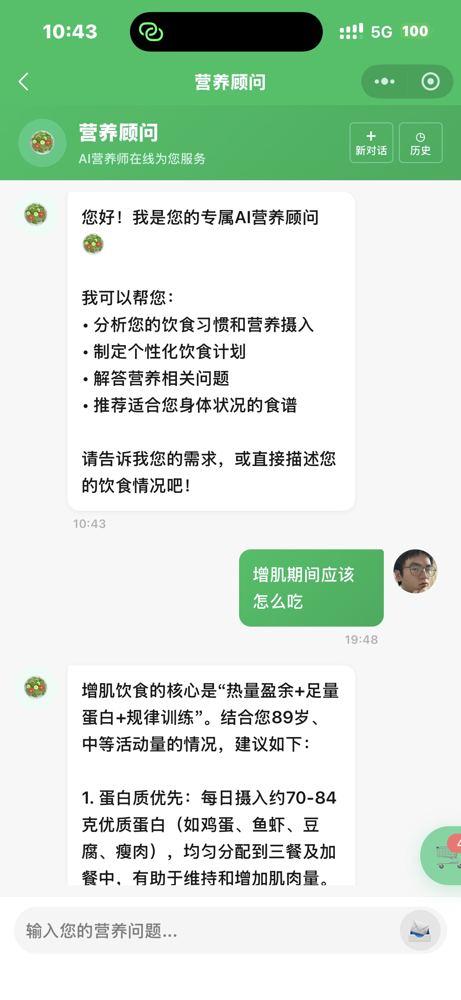 10:43
5G
100
营养顾问
营养顾问
AI营养师在线为您服务
+
新对话
历史
您好！我是您的专属AI营养顾问
我可以帮您：
• 分析您的饮食习惯和营养摄入
• 制定个性化饮食计划
• 解答营养相关问题
• 推荐适合您身体状况的食谱
请告诉我您的需求，或直接描述您
的饮食情况吧！
10:43
增肌期间应该
怎么吃
19:48
增肌饮食的核心是“热量盈余+足量
蛋白+规律训练”。结合您89岁、
中等活动量的情况，建议如下：
1. 蛋白质优先：每日摄入约70-84
克优质蛋白（如鸡蛋、鱼虾、豆
腐、瘦肉），均匀分配到三餐及加
餐中，有助于维持和增加肌肉量。
输入您的营养问题...